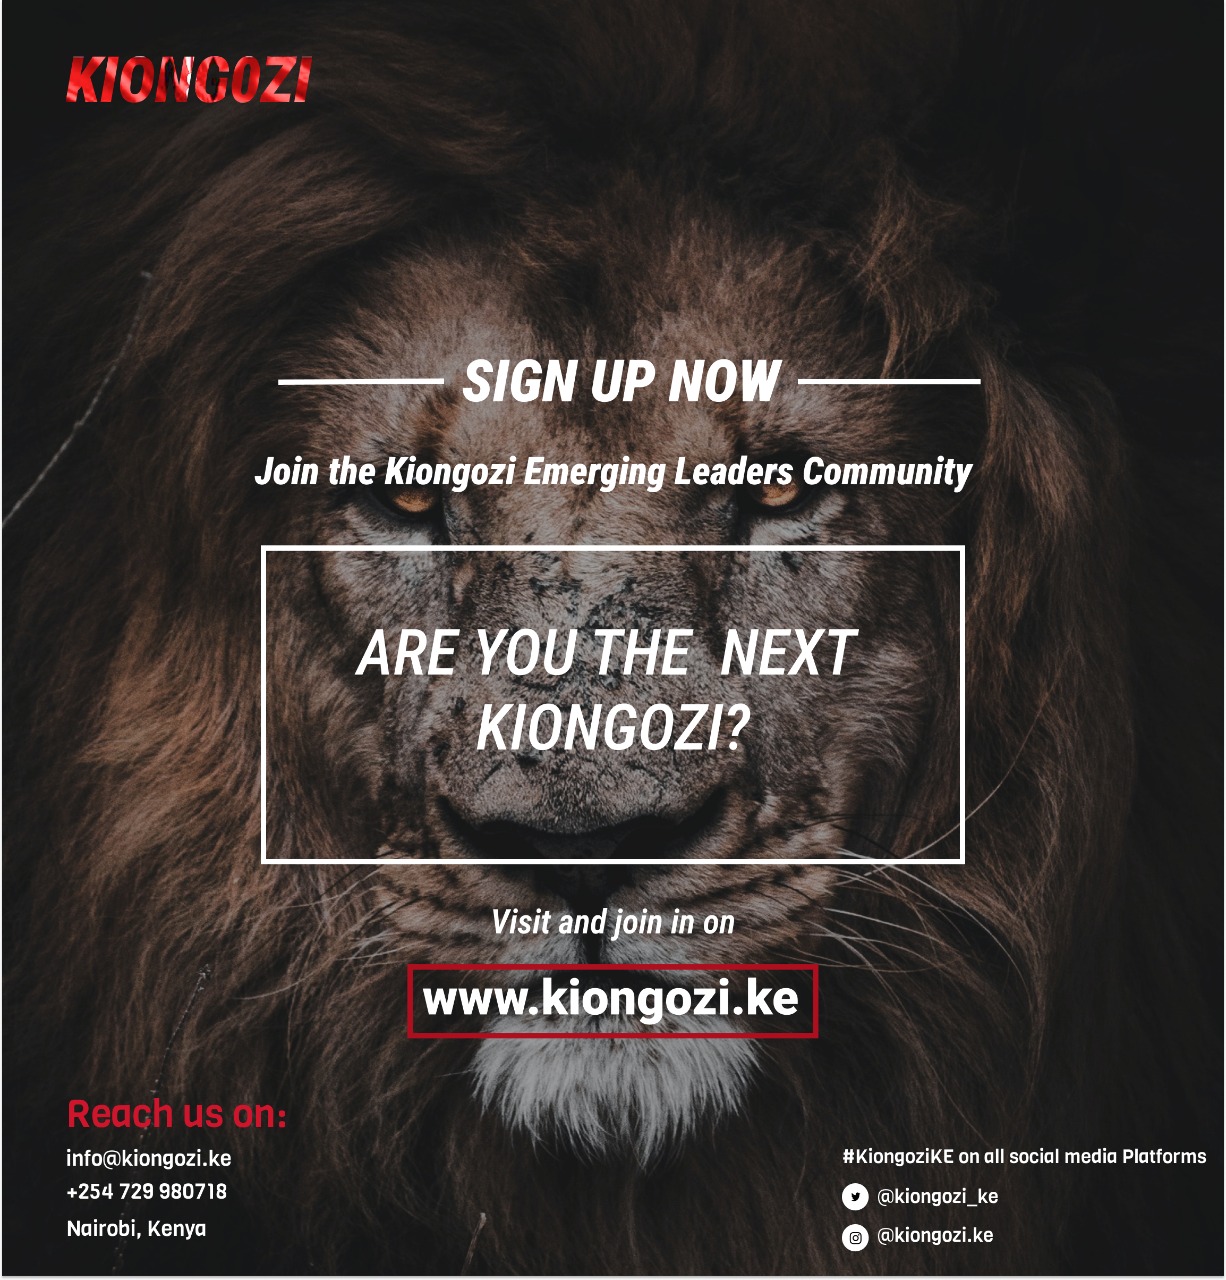 KIONGOZI
SIGN UP NOW
Join the Kiongozi Emerging Leaders Community
ARE YOU THE NEXT
KIONGOZI?
Visit and join in on
www.kiongozi.ke
Reach us on:
info@kiongozi.ke
+254 729 980718
Nairobi, Kenya
#KiongoziKE on all social media Platforms
@kiongozi_ke
@kiongozi.ke